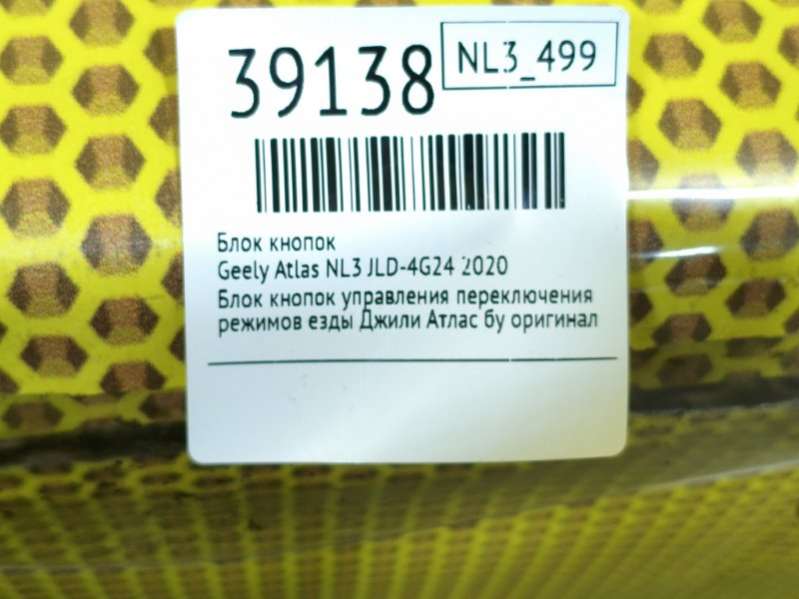 39138
NL3_499
Блок кнопок
Geely Atlas NL3 JLD-4G24 2020
Блок кнопок управления переключения
режимов езды Джили Атлас бу оригинал